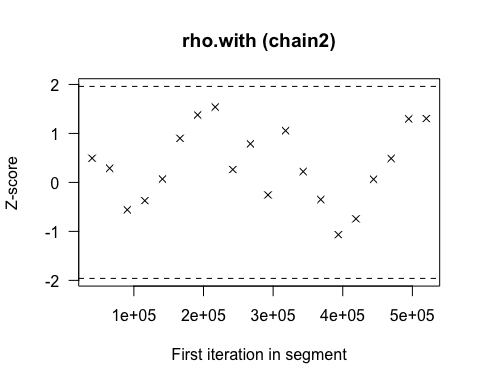 rho.with (chain2)
Z-score
2
1
0
-1
-2
1e+05 2e+05 3e+05 4e+05 5e+05
First iteration in segment